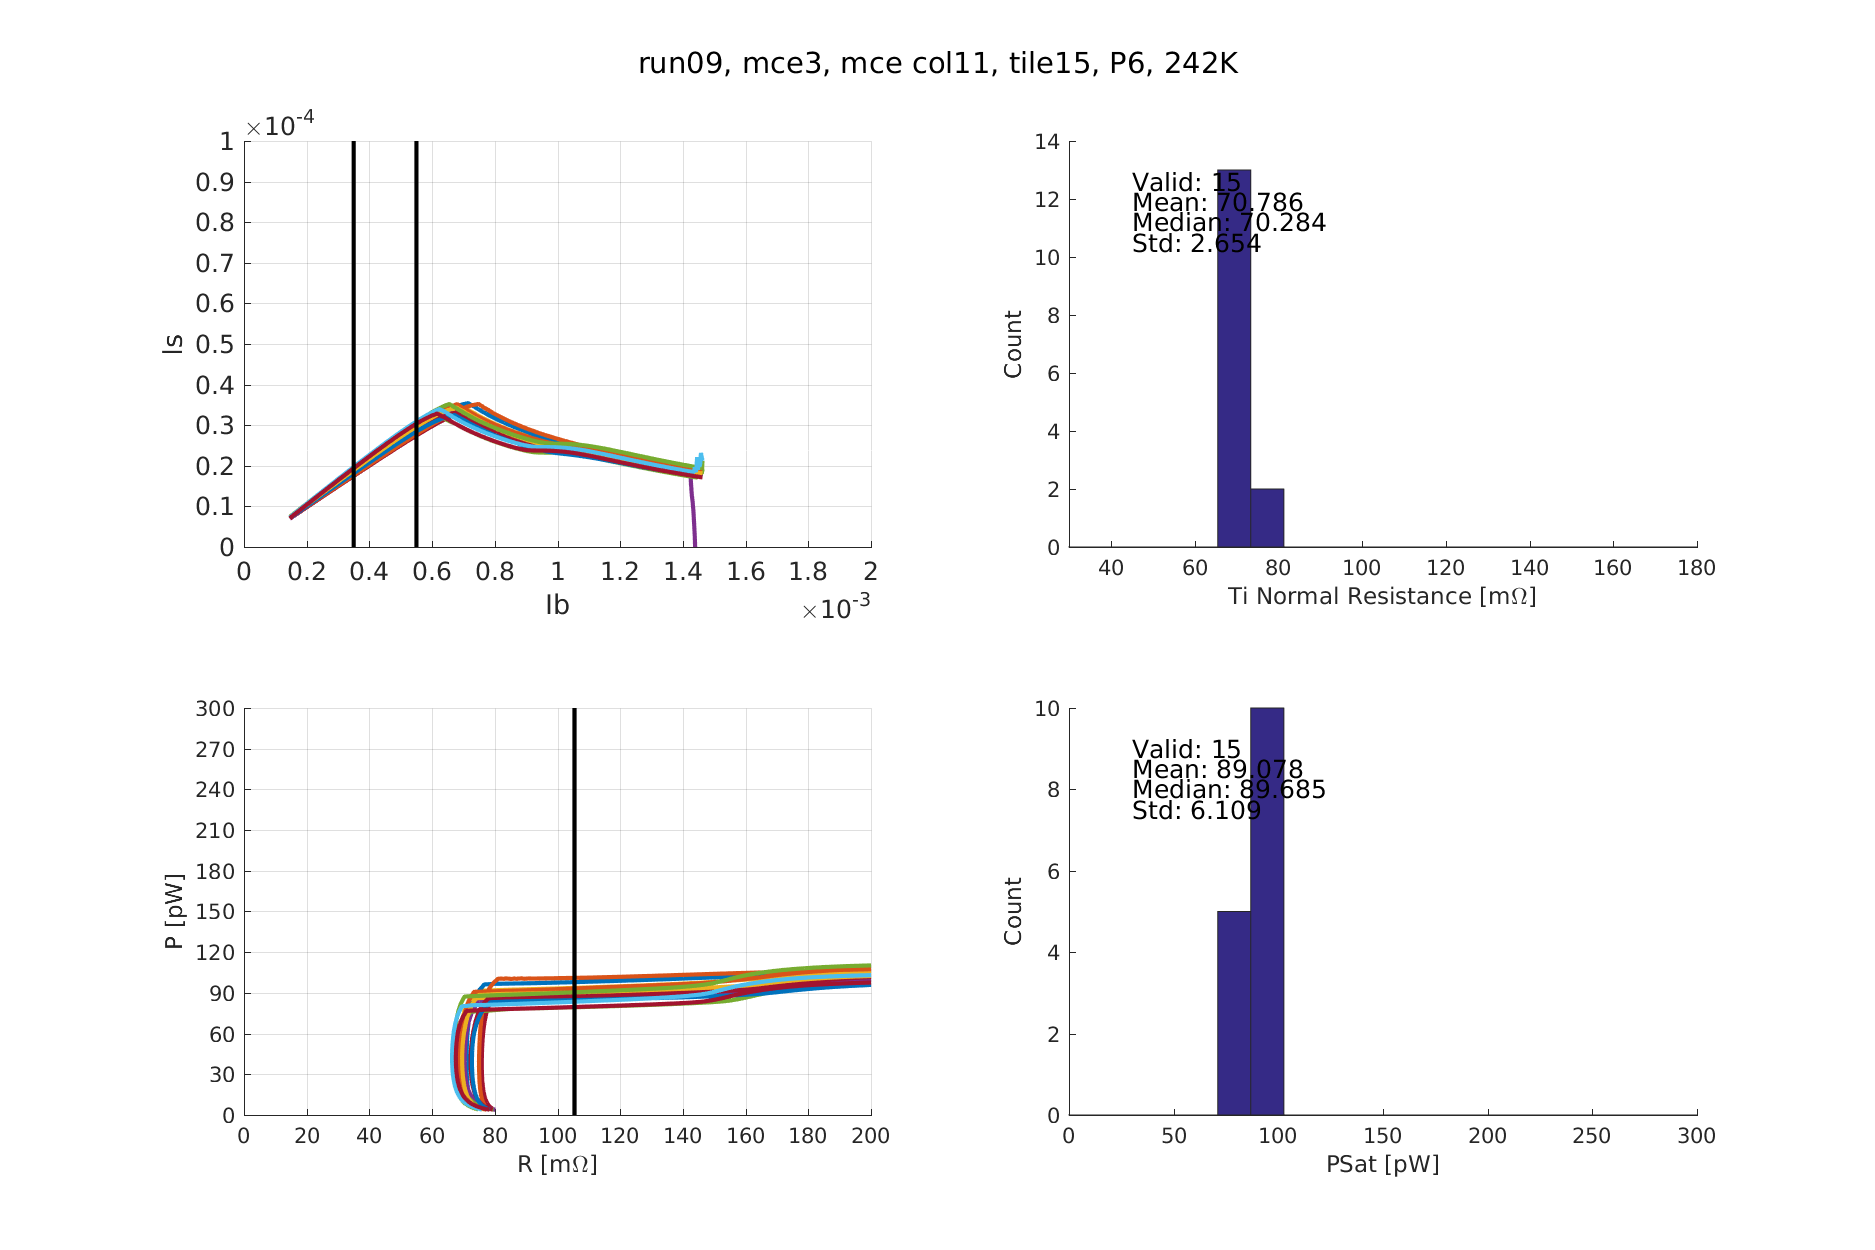 run09, mce3, mce col11, tile15, P6, 242K
×10-4
1
0.9
0.8
0.7
0.6
0.5
0.4
0.3
0.2
0.1
0
Is
0 0.2 0.4 0.6 0.8 1 1.2 1.4 1.6 1.8 2
Ib
×10-3
14
12
10
8
6
4
2
0
Count
Valid: 15
Mean: 70.786
Median: 70.284
Std: 2.654
40 60 80 100 120 140 160 180
Ti Normal Resistance [mΩ]
300
270
240
210
180
150
120
90
60
30
0
P [pW]
0 20 40 60 80 100 120 140 160 180 200
R [mΩ]
10
8
6
4
2
0
Count
Valid: 15
Mean: 89.078
Median: 89.685
Std: 6.109
0 50 100 150 200 250 300
PSat [pW]